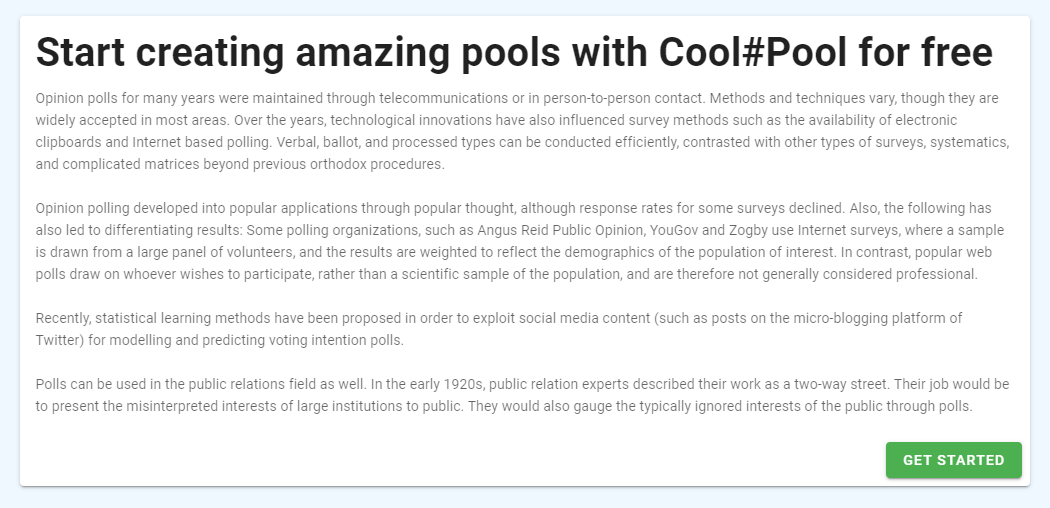 Start creating amazing pools with Cool#Pool for free
Opinion polls for many years were maintained through telecommunications or in person-to-person contact. Methods and techniques vary, though they are
widely accepted in most areas. Over the years, technological innovations have also influenced survey methods such as the availability of electronic
clipboards and Internet based polling. Verbal, ballot, and processed types can be conducted efficiently, contrasted with other types of surveys, systematics,
and complicated matrices beyond previous orthodox procedures.
Opinion polling developed into popular applications through popular thought, although response rates for some surveys declined. Also, the following has
also led to differentiating results: Some polling organizations, such as Angus Reid Public Opinion, YouGov and Zogby use Internet surveys, where a sample
is drawn from a large panel of volunteers, and the results are weighted to reflect the demographics of the population of interest. In contrast, popular web
polls draw on whoever wishes to participate, rather than a scientific sample of the population, and are therefore not generally considered professional.
Recently, statistical learning methods have been proposed in order to exploit social media content (such as posts on the micro-blogging platform of
Twitter) for modelling and predicting voting intention polls.
Polls can be used in the public relations field as well. In the early 1920s, public relation experts described their work as a two-way street. Their job would be
to present the misinterpreted interests of large institutions to public. They would also gauge the typically ignored interests of the public through polls.
GET STARTED